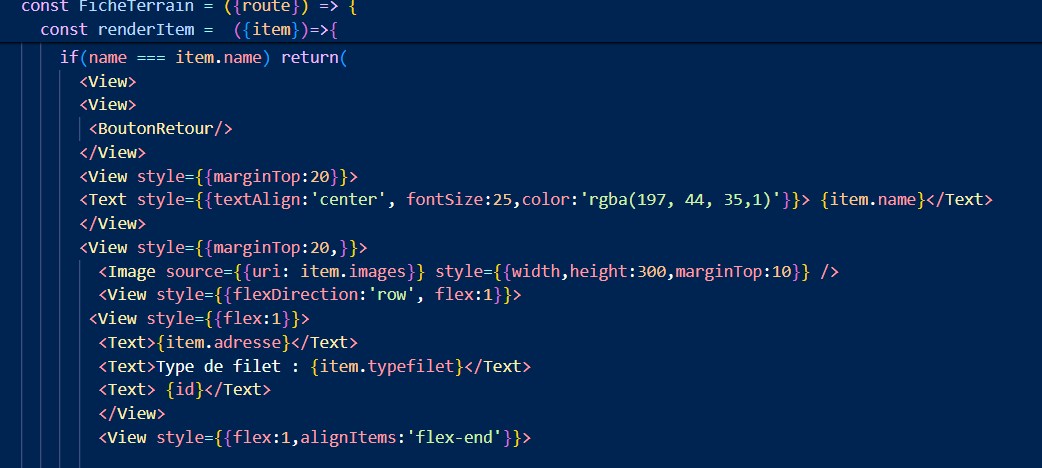 const FicheTerrain = ({route}) => {
const renderItem =  ({item})=>{
if(name === item.name) return(
<View>
<View>
<BoutonRetour/>
</View>
<View style={{marginTop:20}}>
<Text style={{textAlign:'center', fontSize:25,color:'rgba(197, 44, 35,1)'}}> {item.name}</Text>
</View>
<View style={{marginTop:20,}}>
<Image source={{uri: item.images}} style={{width,height:300,marginTop:10}} />
<View style={{flexDirection:'row', flex:1}}>
<View style={{flex:1}}>
<Text>{item.adresse}</Text>
<Text>Type de filet : {item.typefilet}</Text>
<Text> {id}</Text>
</View>
<View style={{flex:1,alignItems:'flex-end'}}>